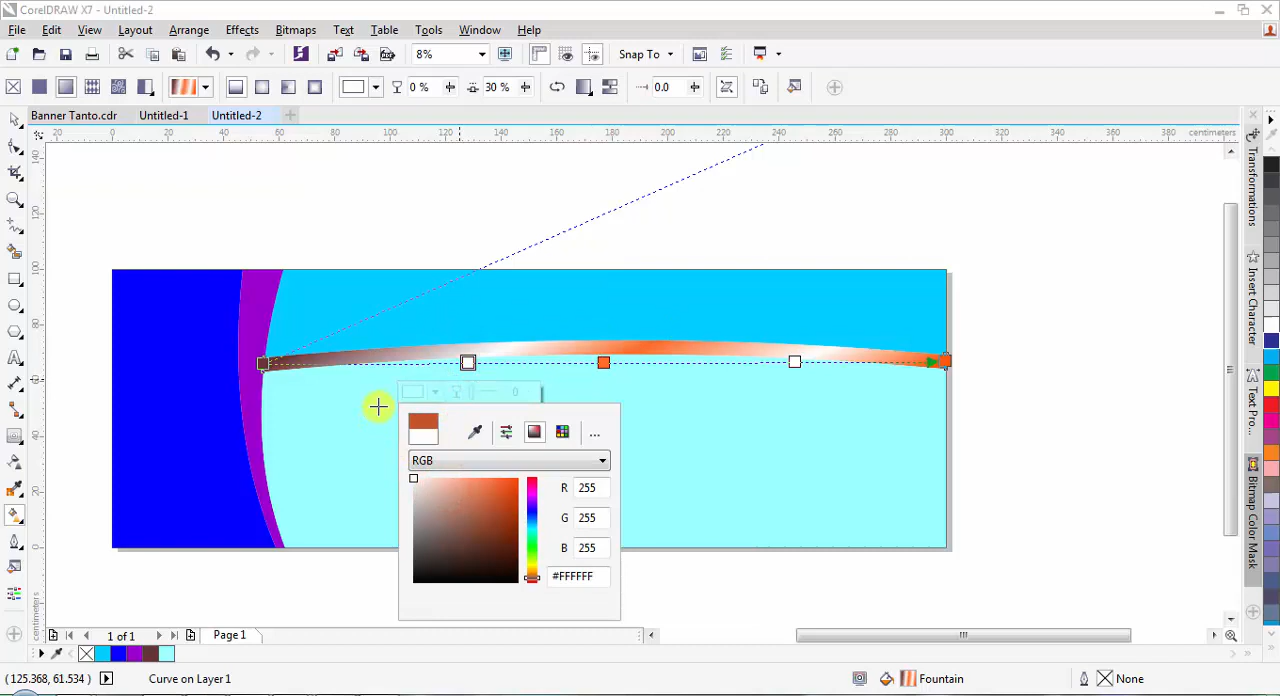 CorelDRAW X7 - Untitled-2
File Edit View Layout Arrange Effects Bitmaps Text Table Tools Window Help
8% Snap To
0 % 30 % 0.0
Banner Tanto.cdr Untitled-1 Untitled-2
20 0 20 40 60 80 100 120 140 160 180 200 220 240 260 280 300 320 340 360 380 centimeters
140
120
100
80
60
40
20
0
centimeters
Transformations
Insert Character
Text Pro...
Bitmap Color Mask
0
...
RGB
R 255
G 255
B 255
#FFFFFF
1 of 1 Page 1
(125.368, 61.534) Curve on Layer 1 Fountain None